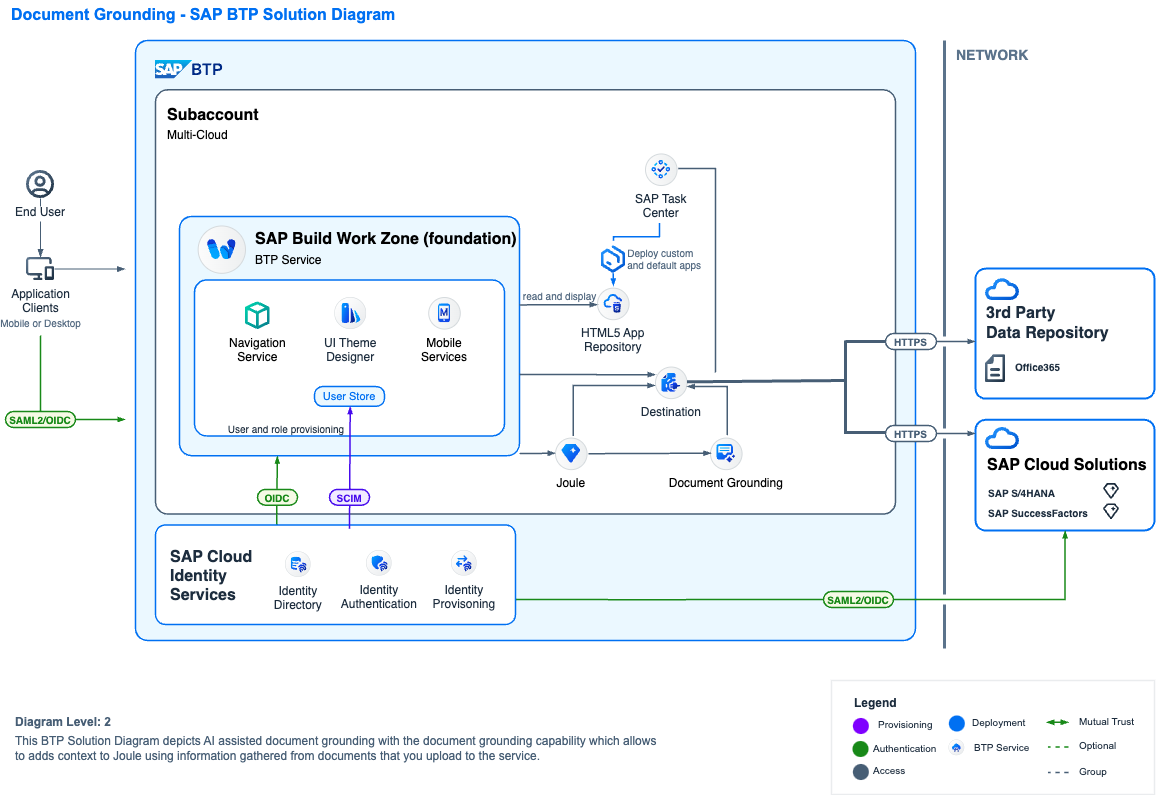 Document Grounding - SAP BTP Solution Diagram
SAP BTP
NETWORK
Subaccount
Multi-Cloud
End User
Application
Clients
Mobile or Desktop
SAML2/OIDC
SAP Task
Center
Deploy custom
and default apps
SAP Build Work Zone (foundation)
BTP Service
read and display
HTML5 App
Repository
Navigation
Service
UI Theme
Designer
Mobile
Services
User Store
User and role provisioning
Destination
Joule
Document Grounding
OIDC
SCIM
HTTPS
HTTPS
3rd Party
Data Repository
Office365
SAP Cloud Solutions
SAP S/4HANA
SAP SuccessFactors
SAP Cloud
Identity
Services
Identity
Directory
Identity
Authentication
Identity
Provisoning
SAML2/OIDC
Diagram Level: 2
This BTP Solution Diagram depicts AI assisted document grounding with the document grounding capability which allows
to adds context to Joule using information gathered from documents that you upload to the service.
Legend
Provisioning
Deployment
Mutual Trust
Authentication
BTP Service
Optional
Access
Group